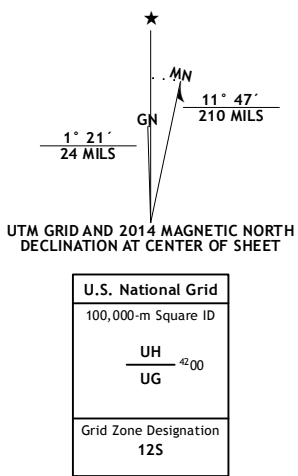 ★
MN
GN
11° 47´
210 MILS
1° 21´
24 MILS
UTM GRID AND 2014 MAGNETIC NORTH
DECLINATION AT CENTER OF SHEET
U.S. National Grid
100,000-m Square ID
UH
⁴²00
UG
Grid Zone Designation
12S